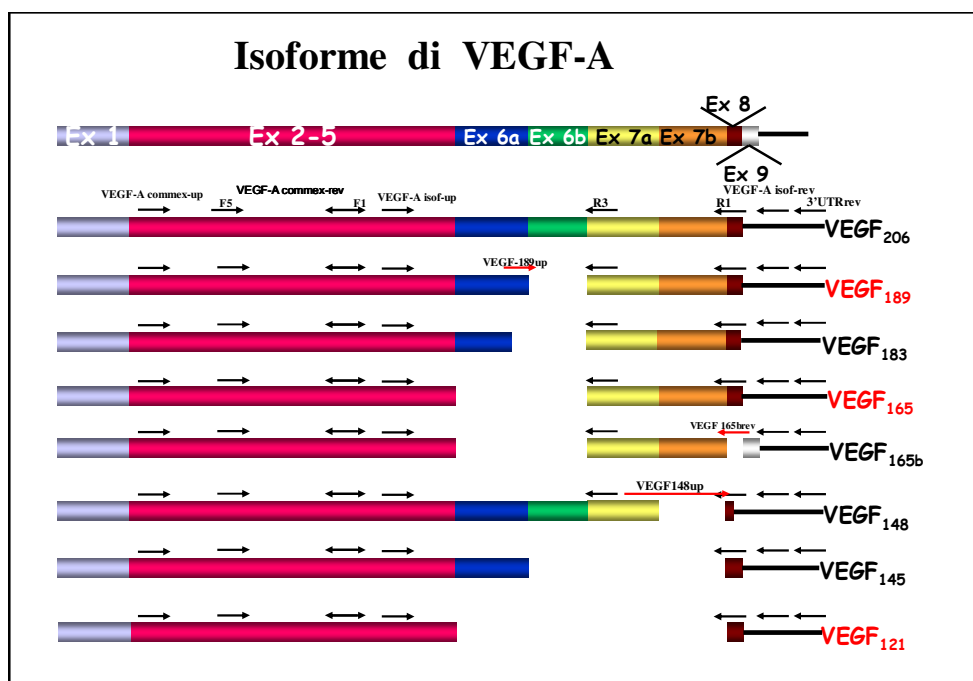 Isoforme di VEGF-A
Ex 8
Ex 1 Ex 2-5 Ex 6a Ex 6b Ex 7a Ex 7b
Ex 9
VEGF-A commex-up VEGF-A commex-rev VEGF-A isof-up VEGF-A isof-rev
F5 F1 R3 R1 3'UTRrev
VEGF206
VEGF-189up
VEGF189
VEGF183
VEGF165
VEGF 165brev
VEGF165b
VEGF148up
VEGF148
VEGF145
VEGF121